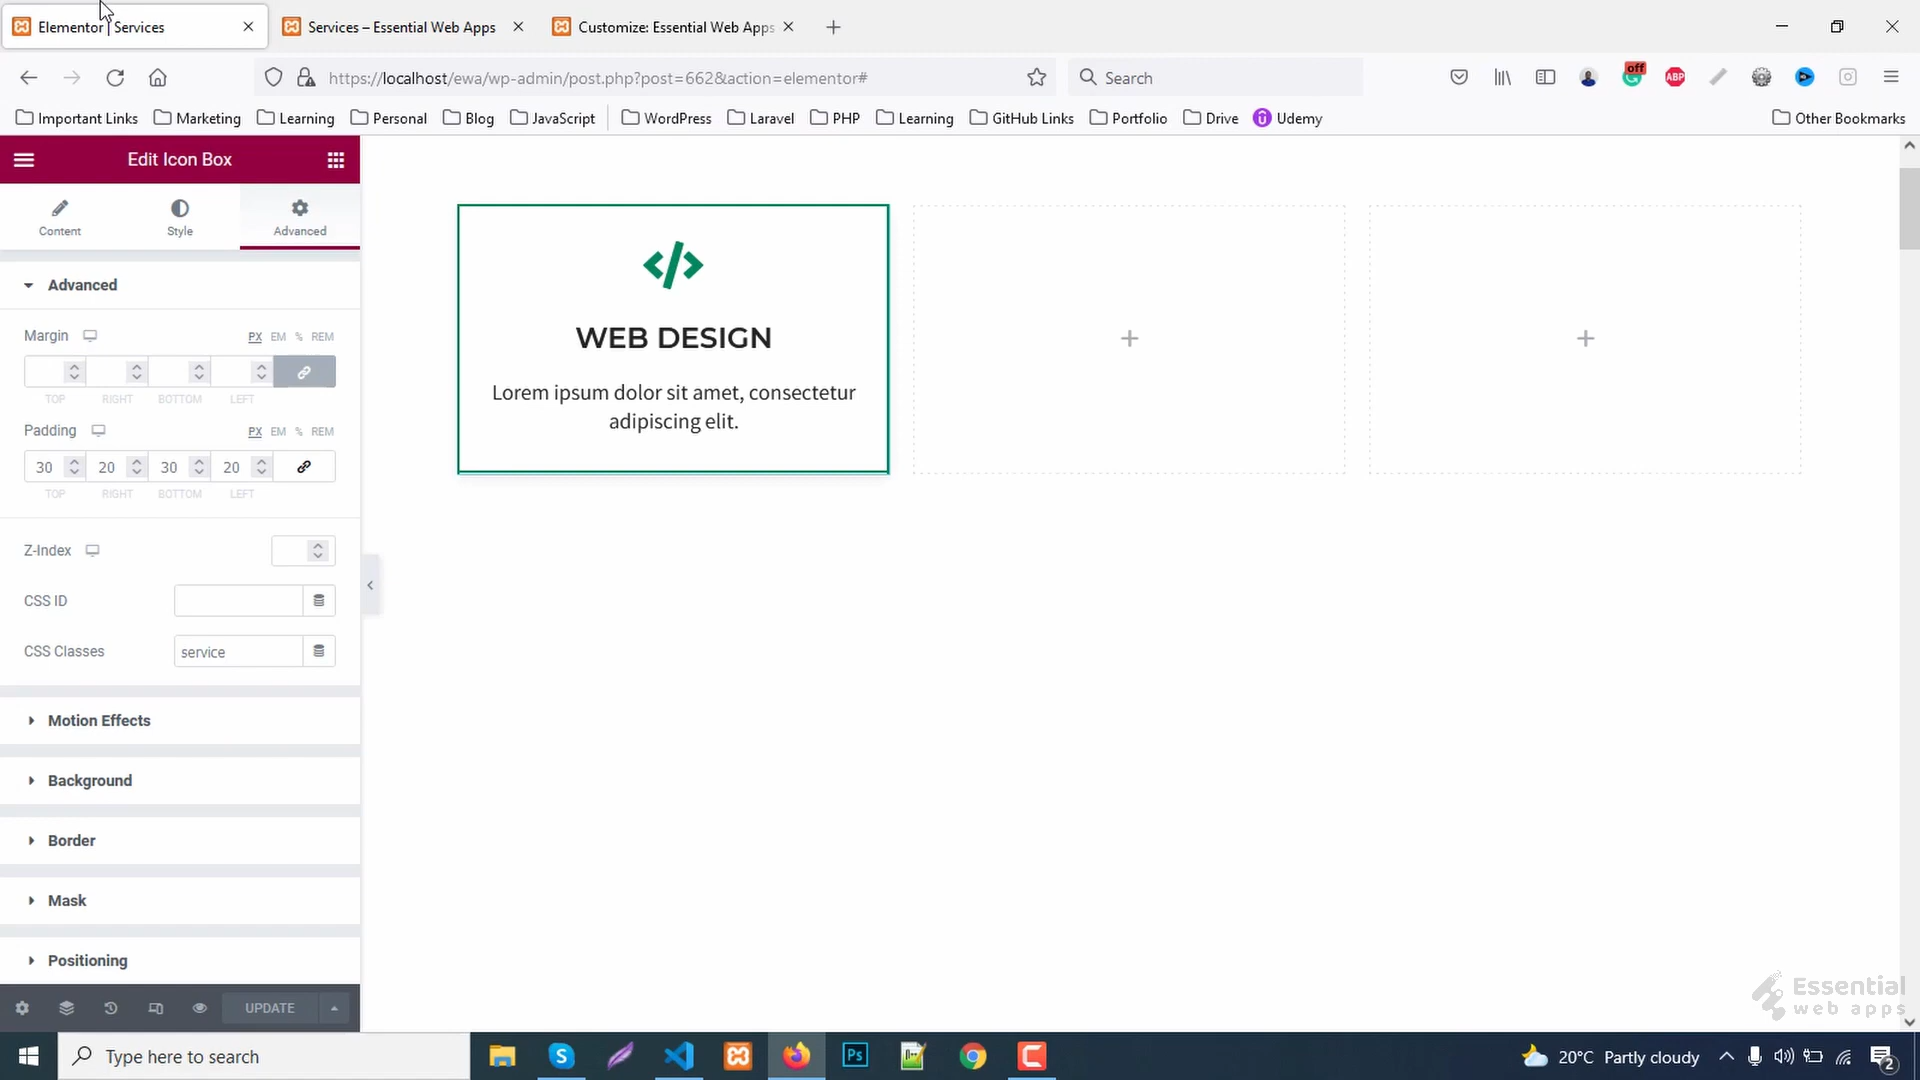 Elementor | Services
Services – Essential Web Apps
Customize: Essential Web Apps
https://localhost/ewa/wp-admin/post.php?post=662&action=elementor#
Search
off
ABP
Important Links
Marketing
Learning
Personal
Blog
JavaScript
WordPress
Laravel
PHP
Learning
GitHub Links
Portfolio
Drive
Udemy
Other Bookmarks
Edit Icon Box
Content
Style
Advanced
Advanced
Margin
PX EM % REM
TOP RIGHT BOTTOM LEFT
Padding
PX EM % REM
30 20 30 20
TOP RIGHT BOTTOM LEFT
Z-Index
CSS ID
CSS Classes
service
Motion Effects
Background
Border
Mask
Positioning
UPDATE
</>
WEB DESIGN
Lorem ipsum dolor sit amet, consectetur
adipiscing elit.
Essential
web apps
Type here to search
Ps
20°C Partly cloudy
2